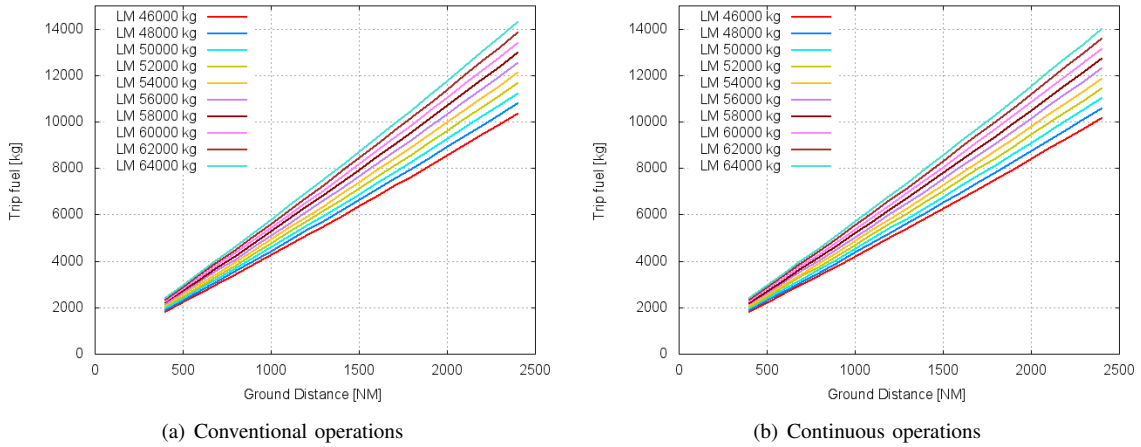 14000
12000
10000
8000
6000
4000
2000
0
Trip fuel [kg]
LM 46000 kg
LM 48000 kg
LM 50000 kg
LM 52000 kg
LM 54000 kg
LM 56000 kg
LM 58000 kg
LM 60000 kg
LM 62000 kg
LM 64000 kg
0 500 1000 1500 2000 2500
Ground Distance [NM]
(a) Conventional operations
14000
12000
10000
8000
6000
4000
2000
0
Trip fuel [kg]
LM 46000 kg
LM 48000 kg
LM 50000 kg
LM 52000 kg
LM 54000 kg
LM 56000 kg
LM 58000 kg
LM 60000 kg
LM 62000 kg
LM 64000 kg
0 500 1000 1500 2000 2500
Ground Distance [NM]
(b) Continuous operations